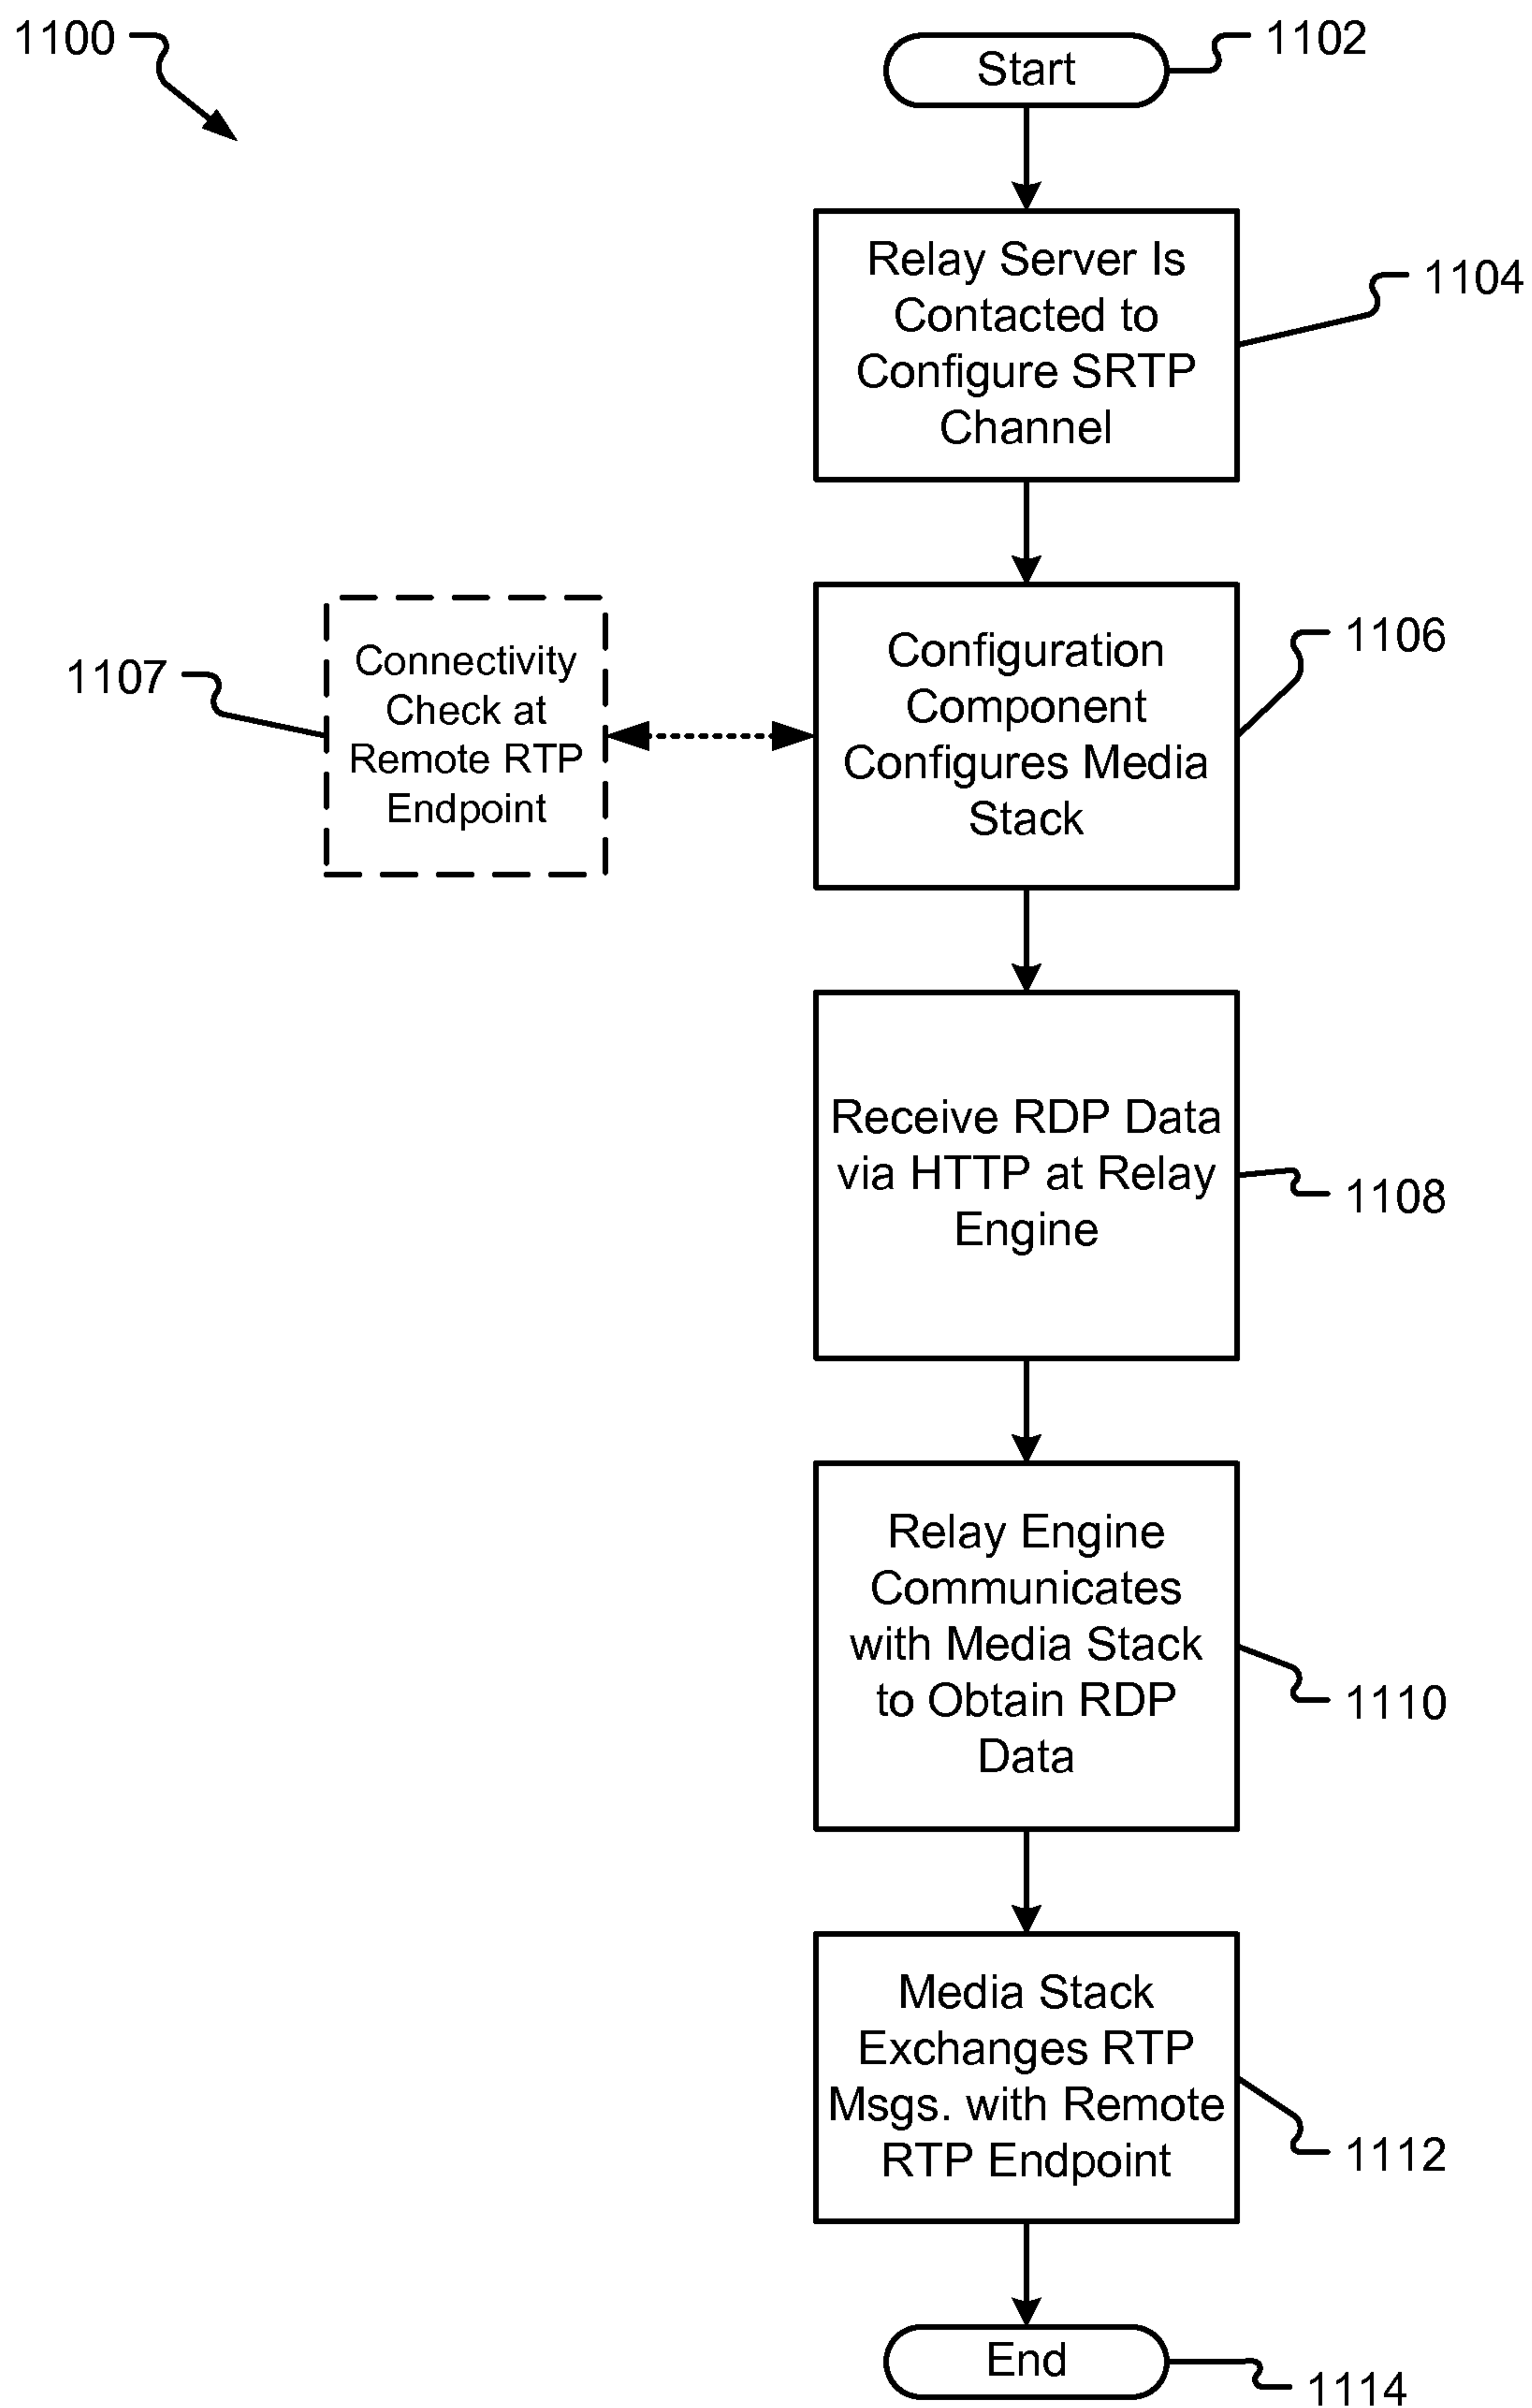 1100
Start
1102
Relay Server Is
Contacted to
Configure SRTP
Channel
1104
Configuration
Component
Configures Media
Stack
1106
Connectivity
Check at
Remote RTP
Endpoint
1107
Receive RDP Data
via HTTP at Relay
Engine
1108
Relay Engine
Communicates
with Media Stack
to Obtain RDP
Data
1110
Media Stack
Exchanges RTP
Msgs. with Remote
RTP Endpoint
1112
End
1114